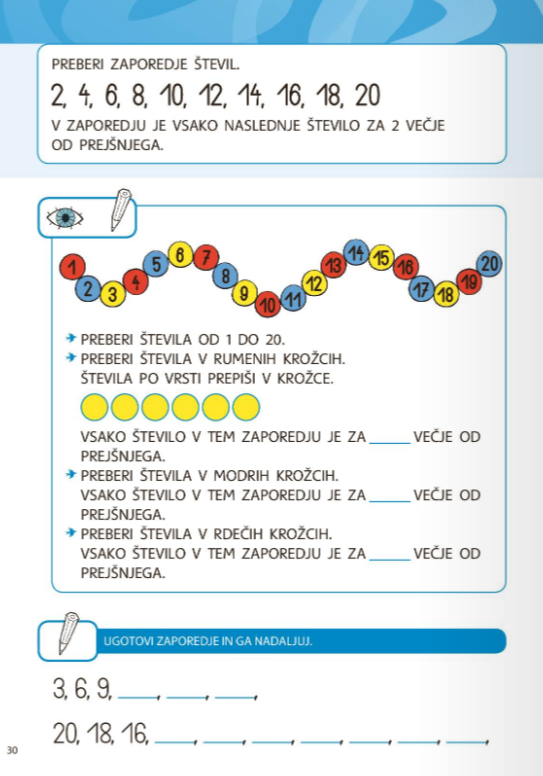 PREBERI ZAPOREDJE ŠTEVIL.
2, 4, 6, 8, 10, 12, 14, 16, 18, 20
V ZAPOREDJU JE VSAKO NASLEDNJE ŠTEVILO ZA 2 VEČJE
OD PREJŠNJEGA.
1 2 3 4 5 6 7 8 9 10 11 12 13 14 15 16 17 18 19 20
PREBERI ŠTEVILA OD 1 DO 20.
PREBERI ŠTEVILA V RUMENIH KROŽCIH.
ŠTEVILA PO VRSTI PREPIŠI V KROŽCE.
VSAKO ŠTEVILO V TEM ZAPOREDJU JE ZA _____ VEČJE OD
PREJŠNJEGA.
PREBERI ŠTEVILA V MODRIH KROŽCIH.
VSAKO ŠTEVILO V TEM ZAPOREDJU JE ZA _____ VEČJE OD
PREJŠNJEGA.
PREBERI ŠTEVILA V RDEČIH KROŽCIH.
VSAKO ŠTEVILO V TEM ZAPOREDJU JE ZA _____ VEČJE OD
PREJŠNJEGA.
UGOTOVI ZAPOREDJE IN GA NADALJUJ.
3, 6, 9, ____, ____, ____,
20, 18, 16, ____, ____, ____, ____, ____, ____, ____,
30